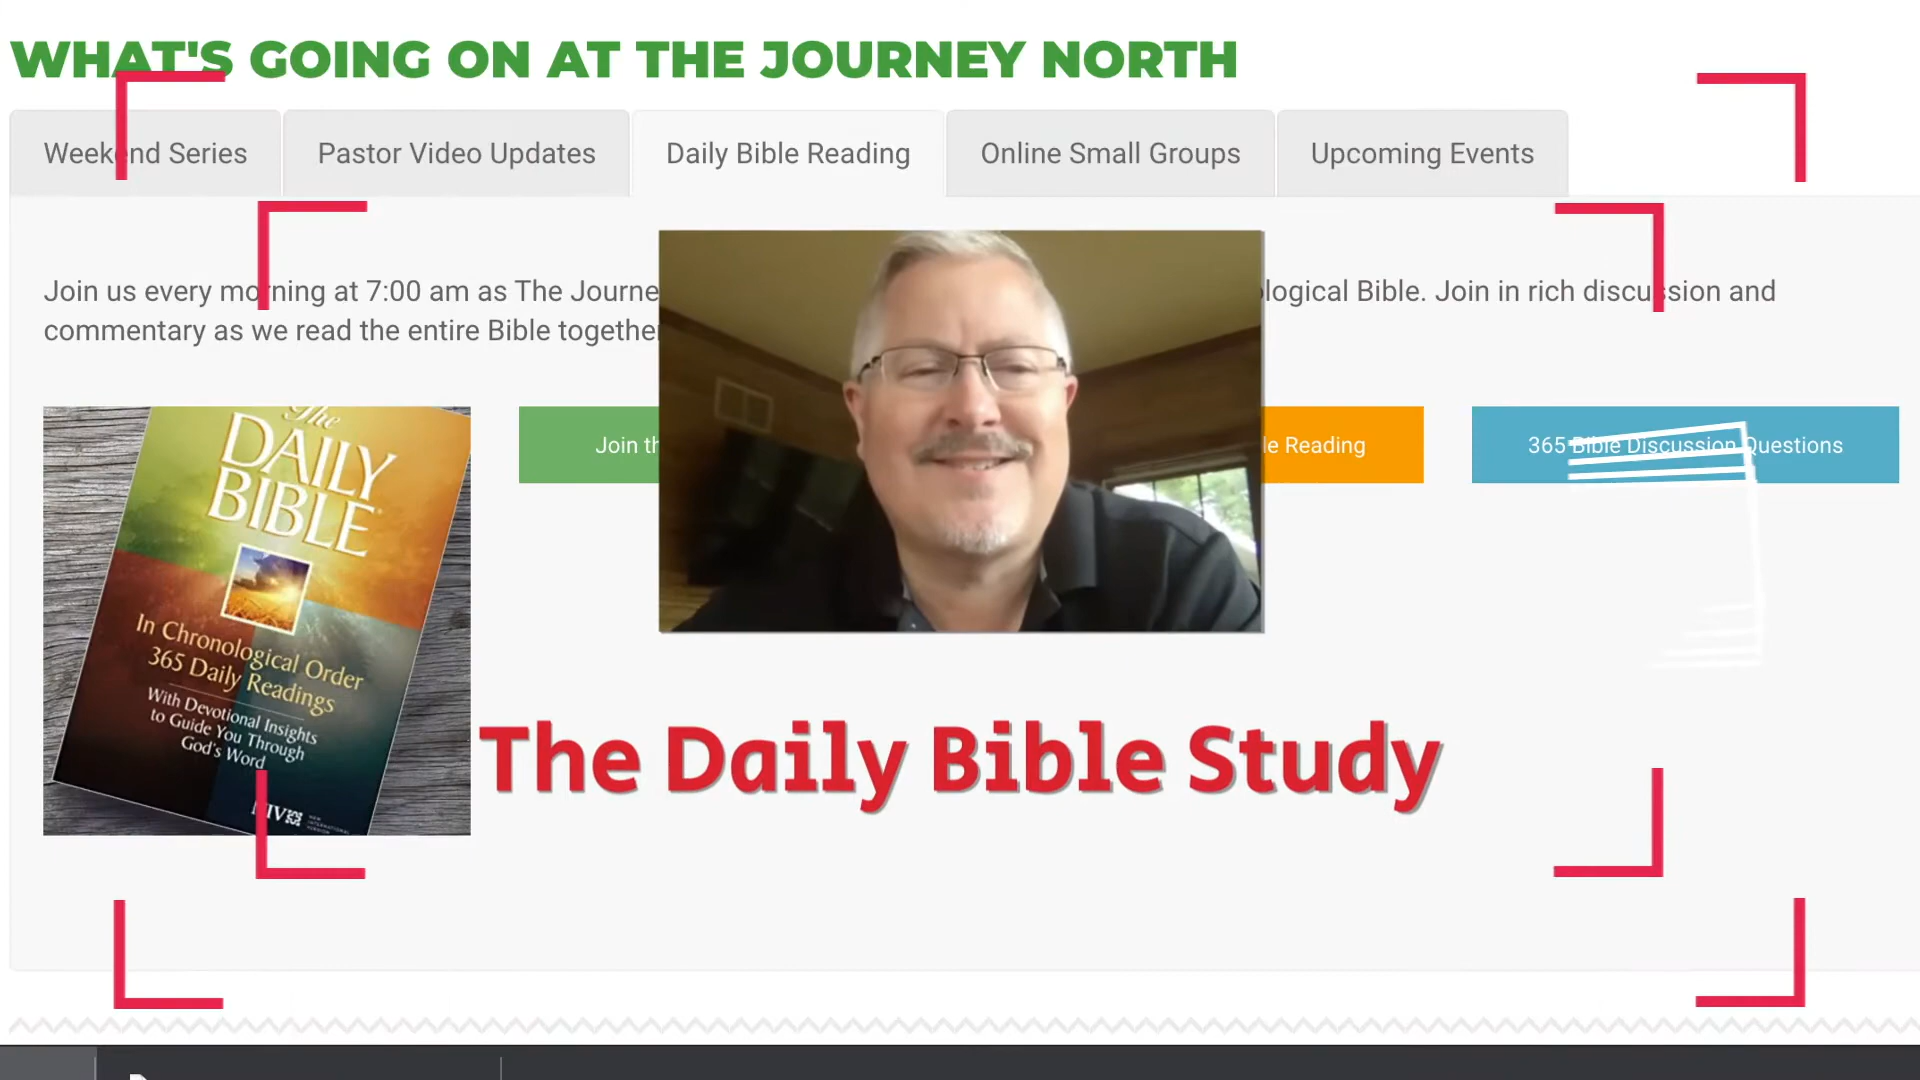 WHAT'S GOING ON AT THE JOURNEY NORTH
Weekend Series
Pastor Video Updates
Daily Bible Reading
Online Small Groups
Upcoming Events
Join us every morning at 7:00 am as The Journe
logical Bible. Join in rich discussion and
commentary as we read the entire Bible together
Join th
le Reading
365 Bible Discussion Questions
The
DAILY
BIBLE
In Chronological Order
365 Daily Readings
With Devotional Insights
to Guide You Through
God's Word
NIV
NEW
INTERNATIONAL
VERSION
The Daily Bible Study